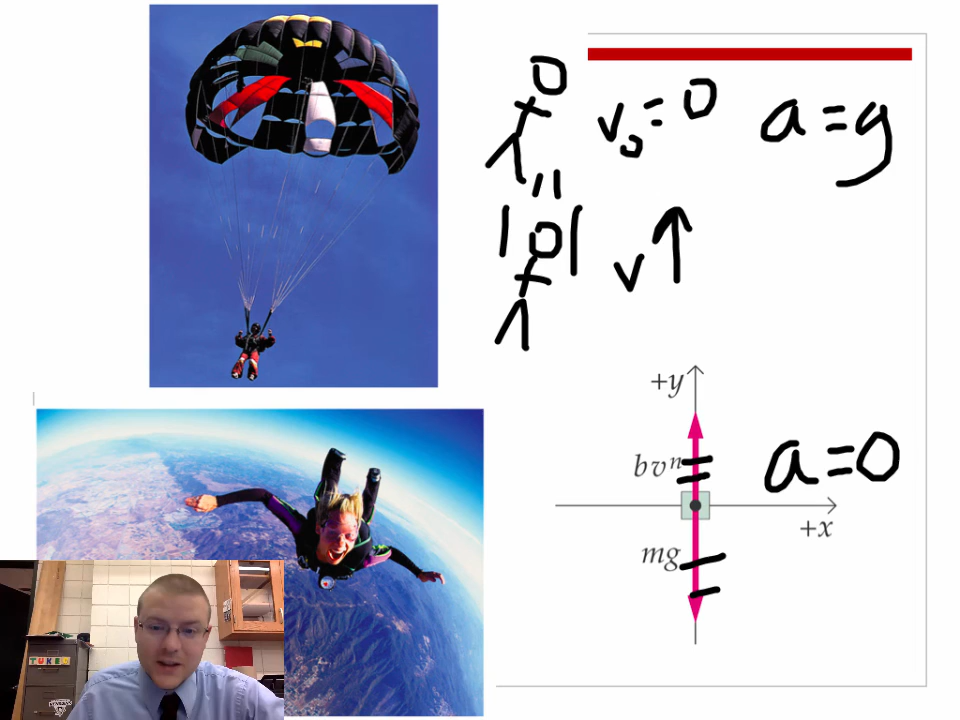 v₀ = 0 a = g
v ↑
+y
bvⁿ a = 0
+x
mg